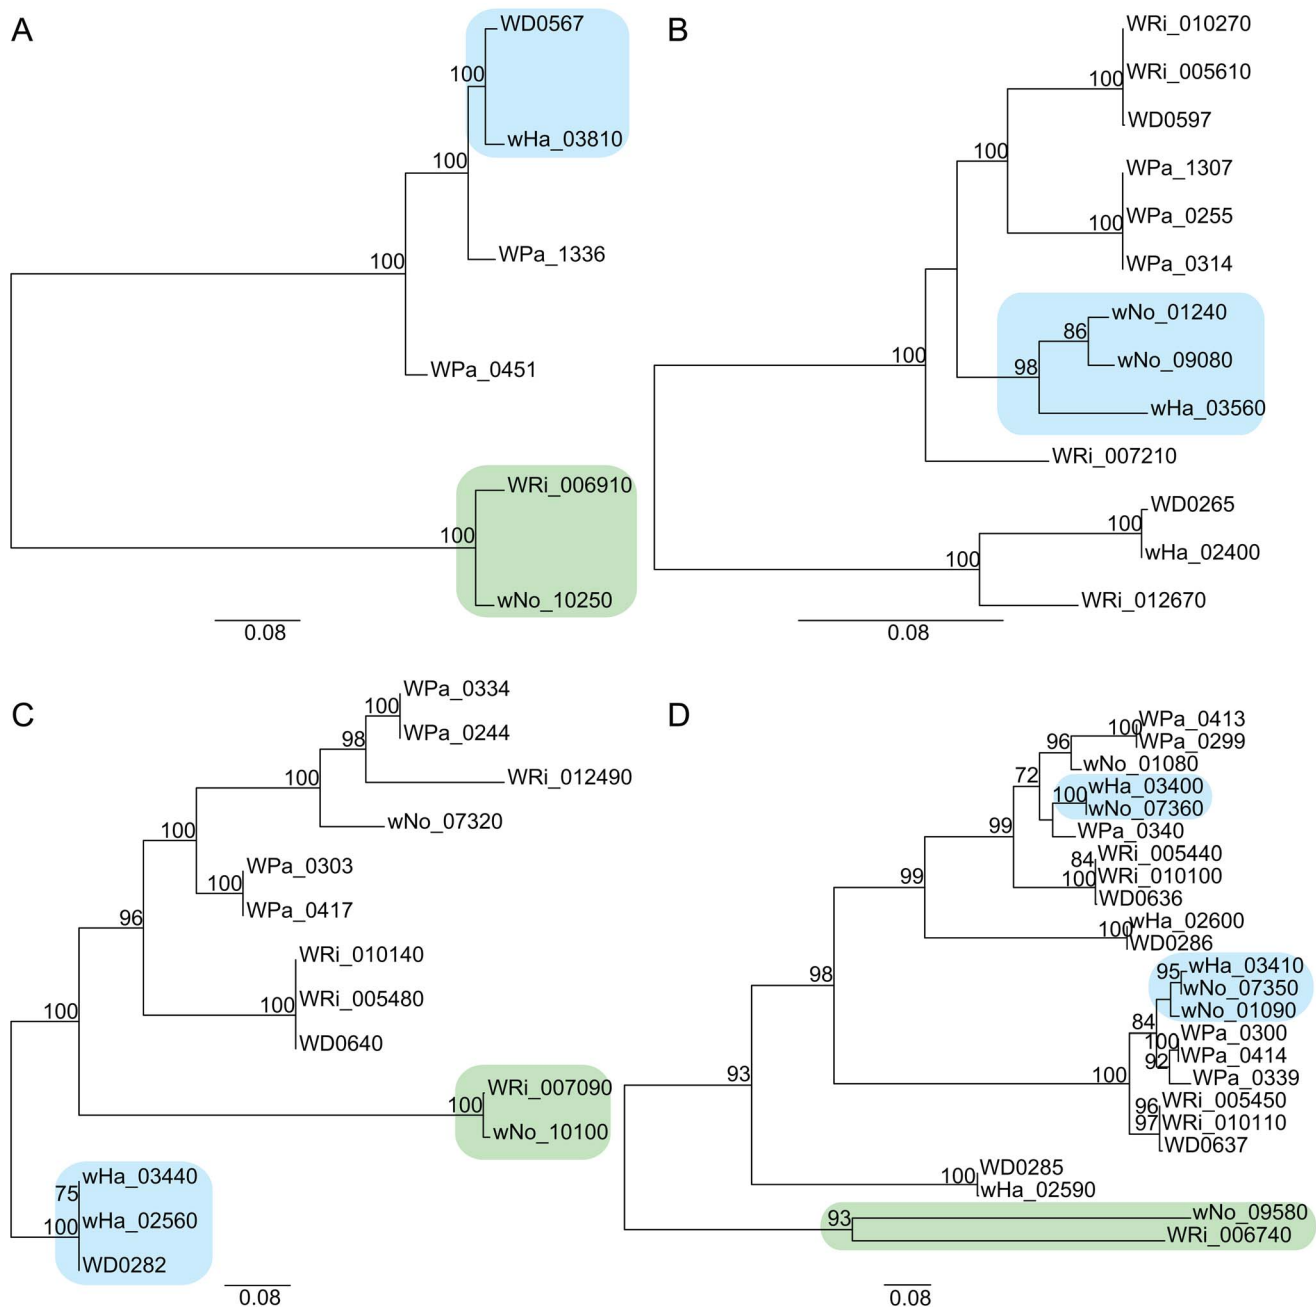 A
WD0567
100
wHa_03810
100
WPa_1336
100
WPa_0451
WRi_006910
100
wNo_10250
0.08
B
WRi_010270
100
WRi_005610
WD0597
100
WPa_1307
WPa_0255
100
WPa_0314
wNo_01240
86
wNo_09080
98
wHa_03560
100
WRi_007210
WD0265
100
wHa_02400
100
WRi_012670
0.08
C
WPa_0334
100
WPa_0244
98
WRi_012490
100
wNo_07320
100
WPa_0303
100
WPa_0417
96
WRi_010140
100
WRi_005480
WD0640
100
WRi_007090
100
wNo_10100
wHa_03440
75
wHa_02560
100
WD0282
0.08
D
WPa_0413
100
WPa_0299
96
wNo_01080
72
wHa_03400
100
wNo_07360
WPa_0340
99
WRi_005440
84
WRi_010100
100
WD0636
99
wHa_02600
100
WD0286
98
wHa_03410
95
wNo_07350
wNo_01090
84
WPa_0300
100
WPa_0414
92
WPa_0339
100
WRi_005450
96
WRi_010110
97
WD0637
93
WD0285
100
wHa_02590
wNo_09580
93
WRi_006740
0.08